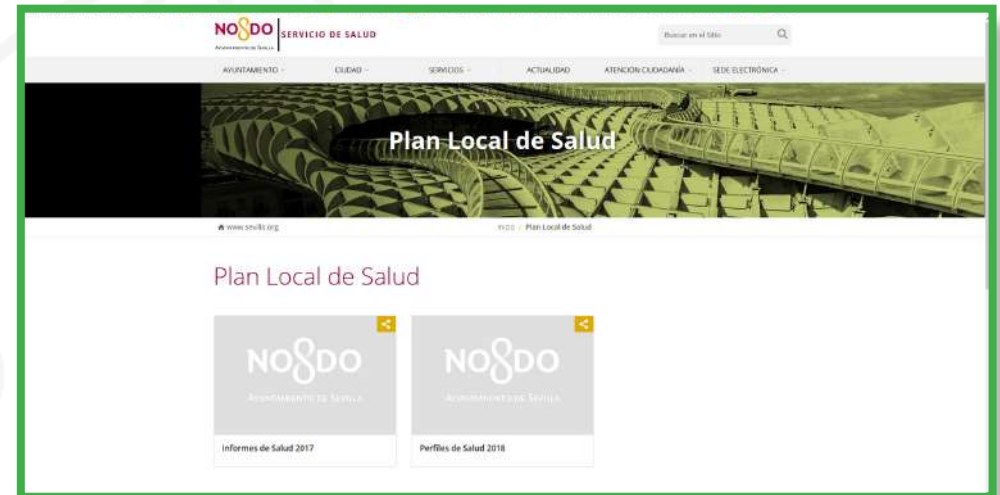 NO8DO
SERVICIO DE SALUD
AYUNTAMIENTO DE SEVILLA
Buscar en el Sitio
AYUNTAMIENTO
CIUDAD
SERVICIOS
ACTUALIDAD
ATENCIÓN CIUDADANÍA
SEDE ELECTRÓNICA
Plan Local de Salud
www.sevilla.org
INICIO / Plan Local de Salud
Plan Local de Salud
NO8DO
AYUNTAMIENTO DE SEVILLA
Informes de Salud 2017
NO8DO
AYUNTAMIENTO DE SEVILLA
Perfiles de Salud 2018